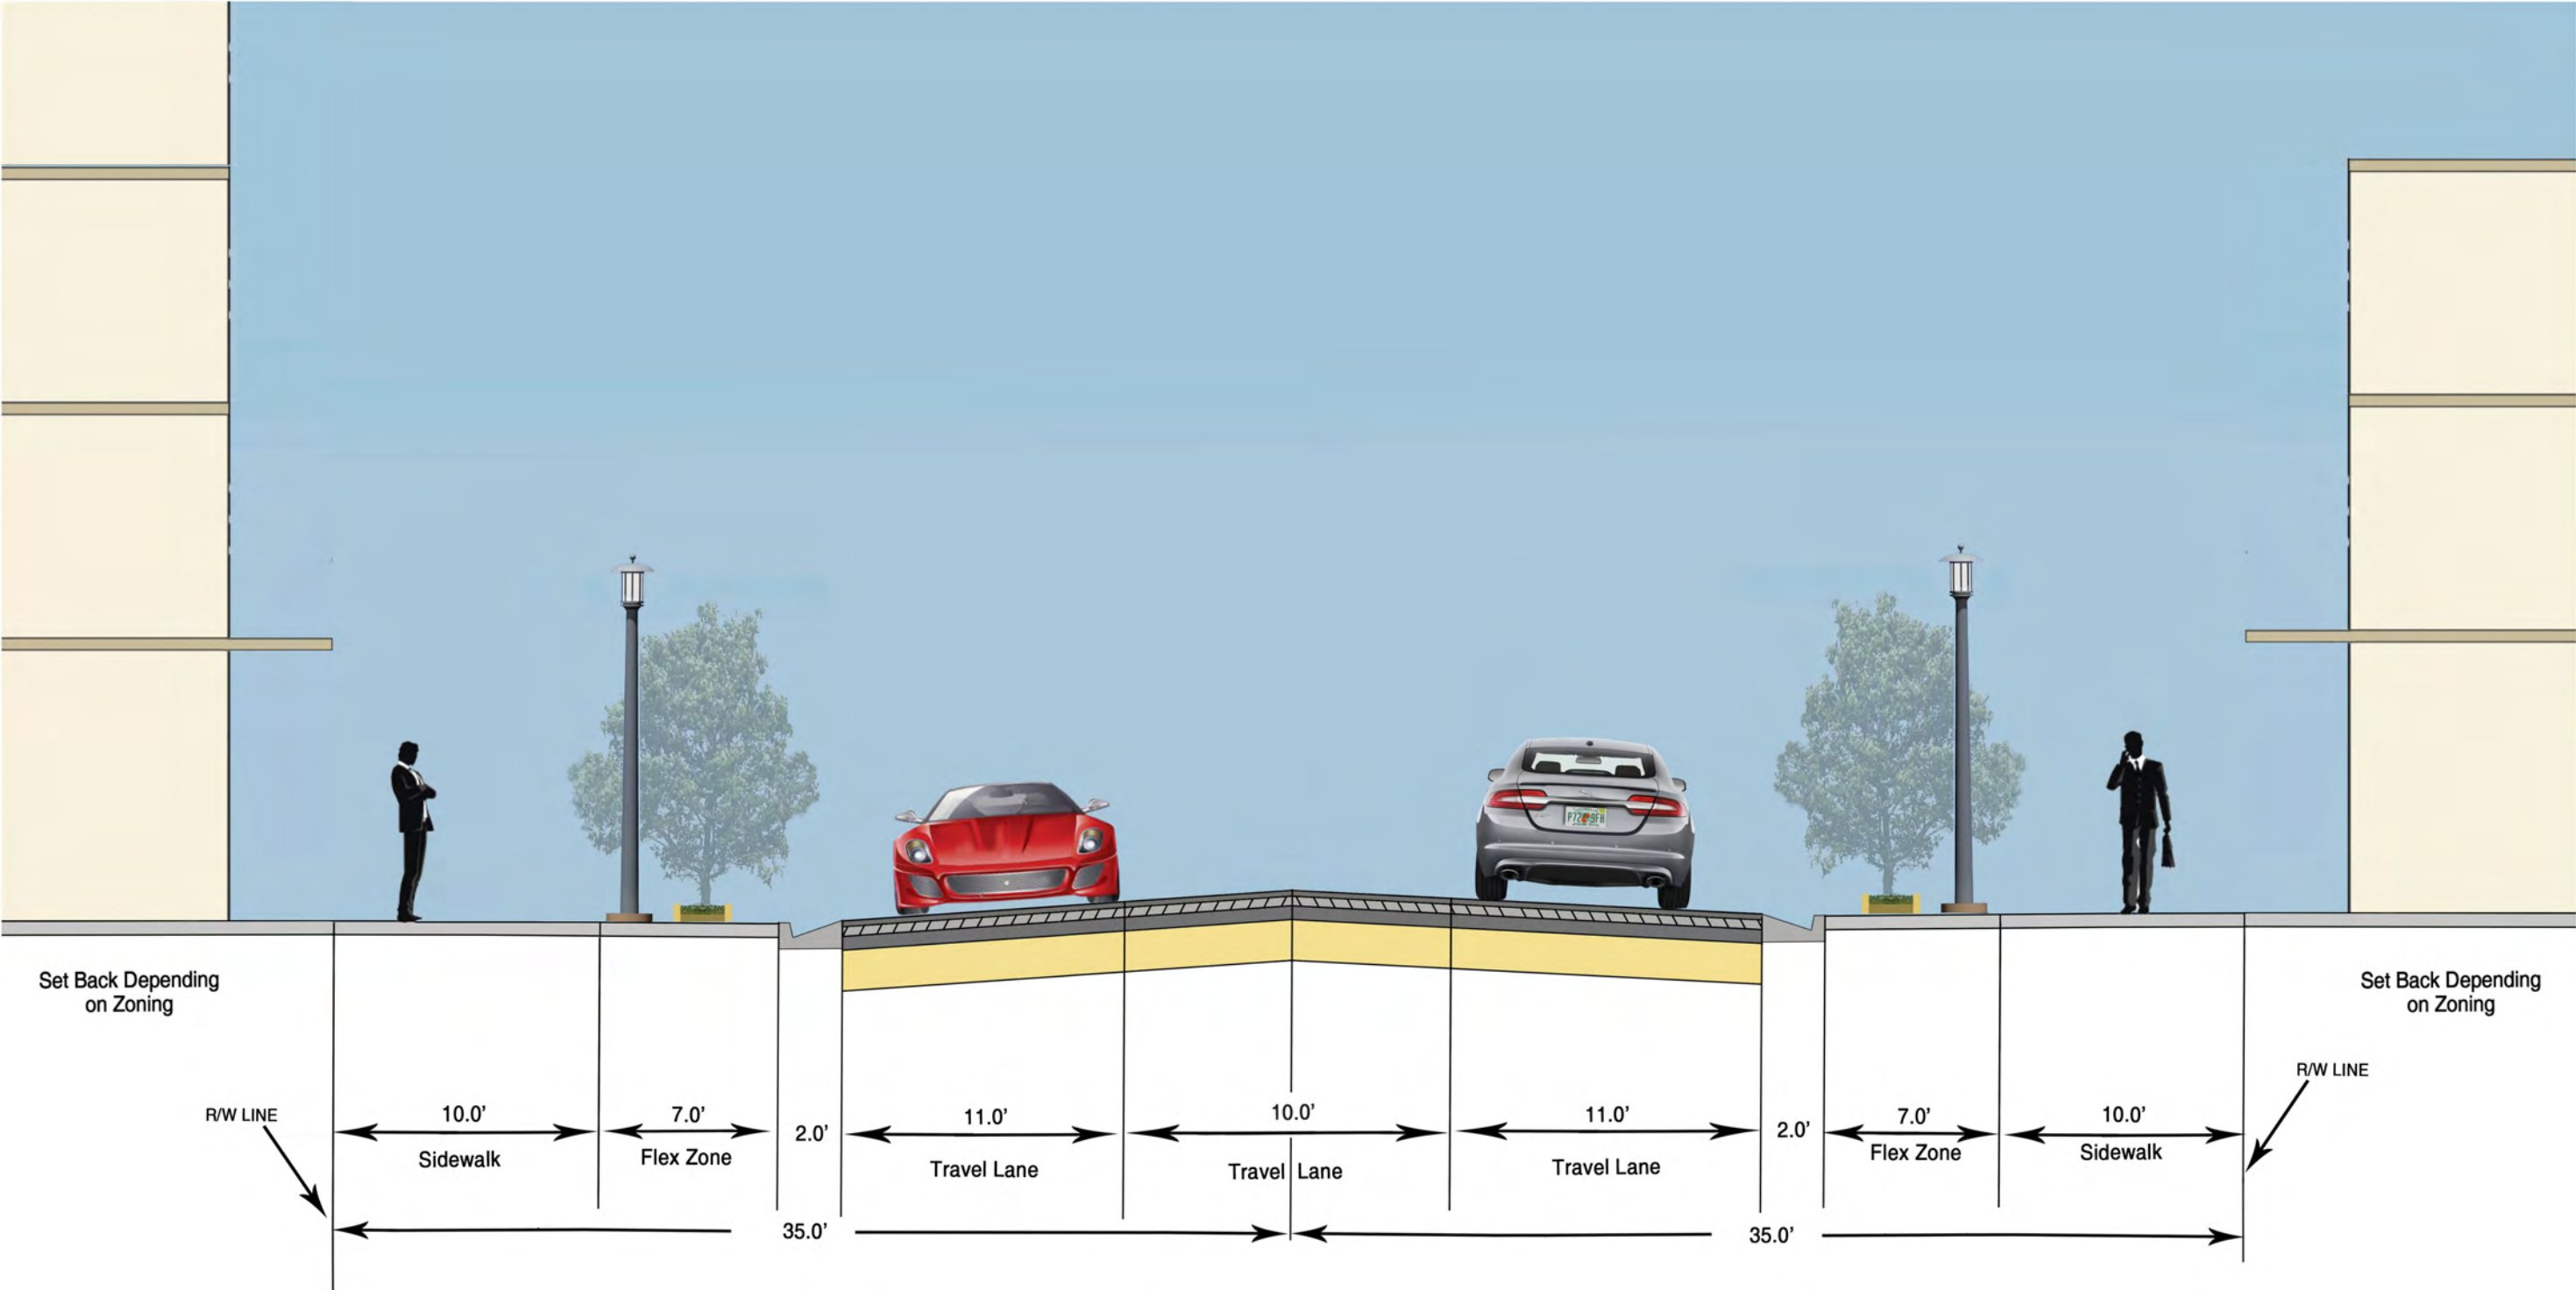 Set Back Depending
on Zoning
Set Back Depending
on Zoning
R/W LINE
R/W LINE
10.0'
7.0'
2.0'
11.0'
10.0'
11.0'
2.0'
7.0'
10.0'
Sidewalk
Flex Zone
Travel Lane
Travel Lane
Travel Lane
Flex Zone
Sidewalk
35.0'
35.0'